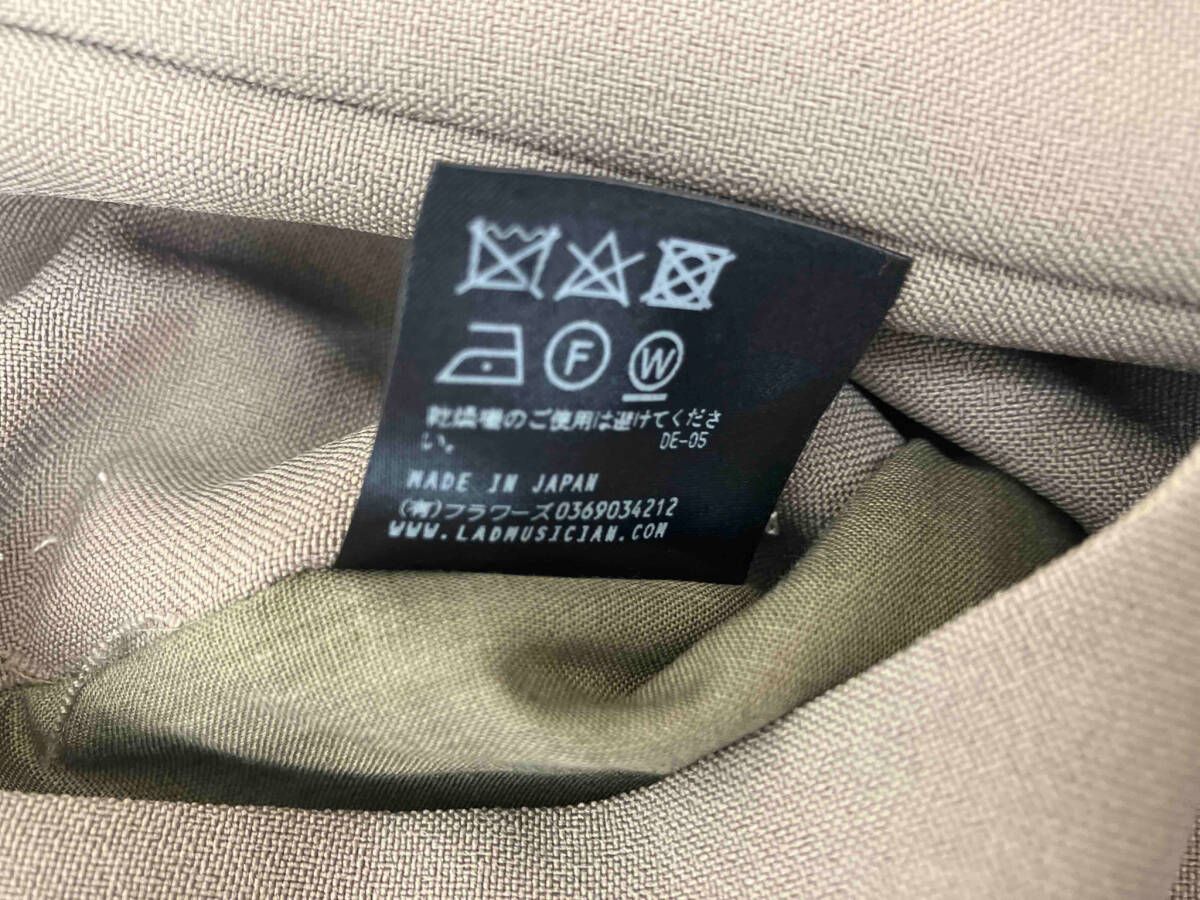 F W
乾燥機のご使用は避けてくださ
い。 DE-05
MADE IN JAPAN
(有)フラワーズ0369034212
WWW.LADMUSICIAN.COM